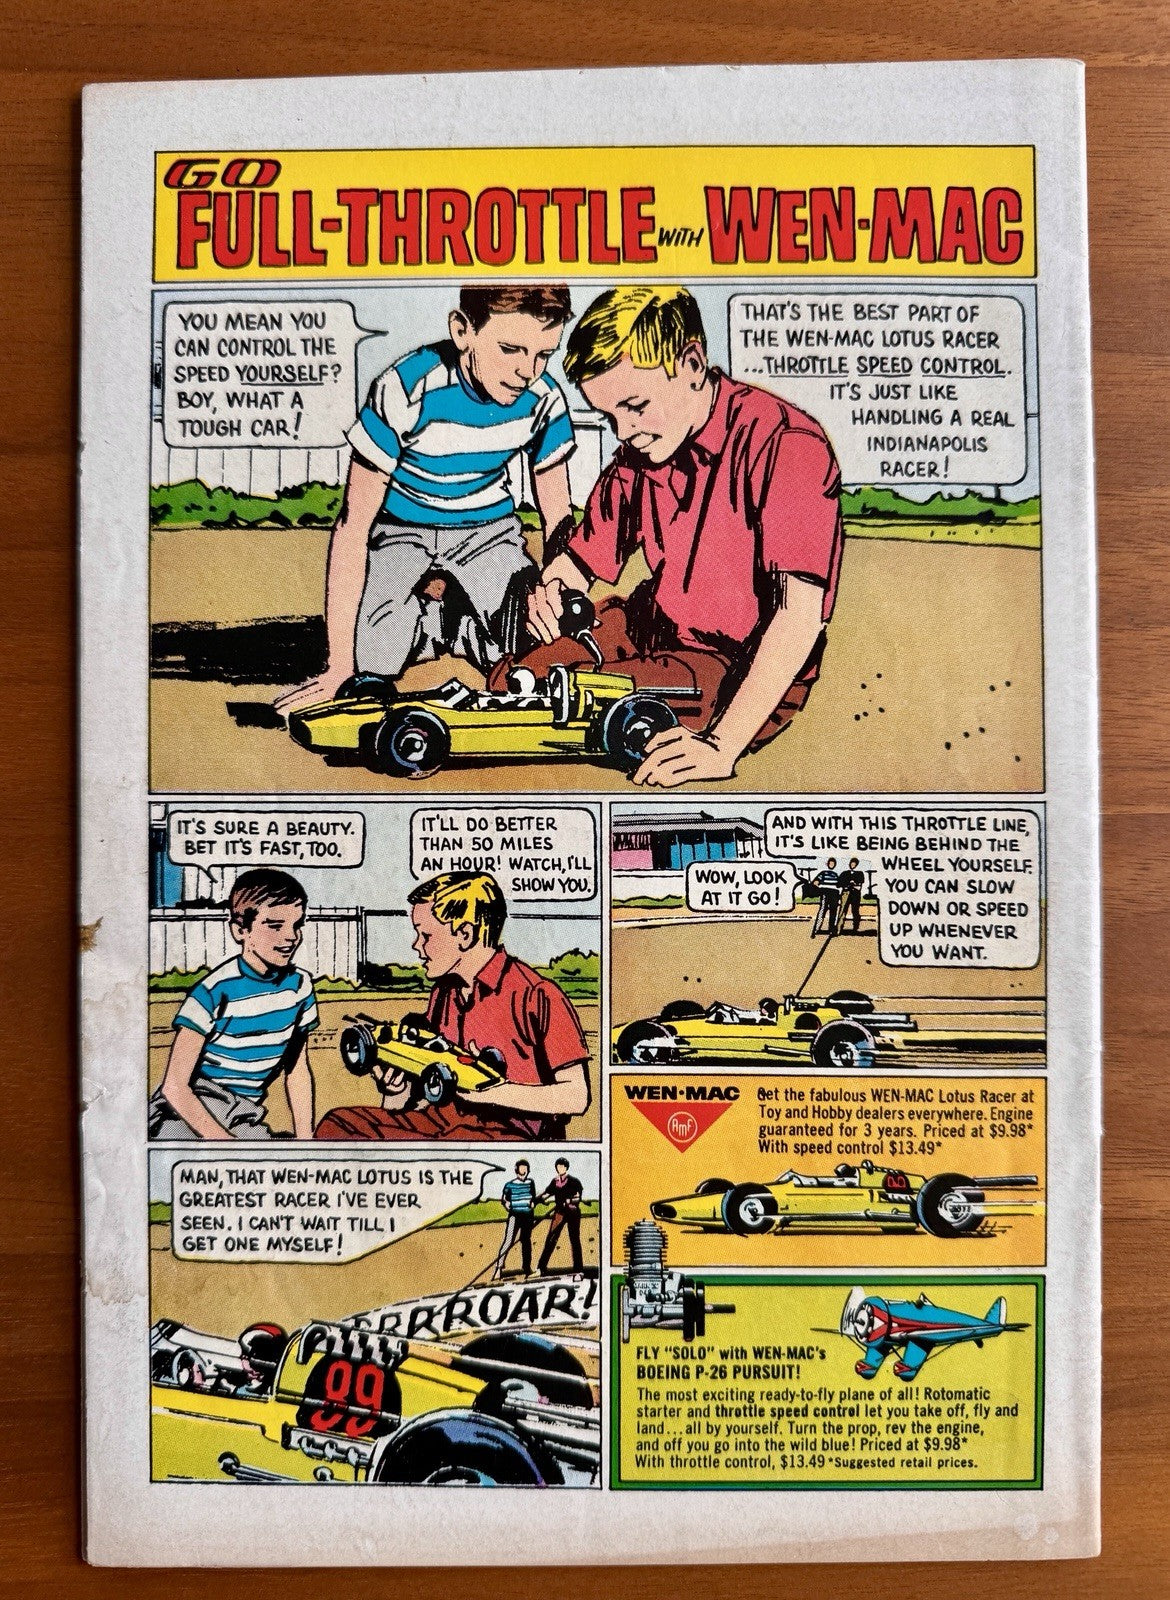 GO
FULL-THROTTLE WITH WEN-MAC
YOU MEAN YOU
CAN CONTROL THE
SPEED YOURSELF?
BOY, WHAT A
TOUGH CAR!
THAT'S THE BEST PART OF
THE WEN-MAC LOTUS RACER
...THROTTLE SPEED CONTROL.
IT'S JUST LIKE
HANDLING A REAL
INDIANAPOLIS
RACER!
IT'S SURE A BEAUTY.
BET IT'S FAST, TOO.
IT'LL DO BETTER
THAN 50 MILES
AN HOUR! WATCH, I'LL
SHOW YOU.
WOW, LOOK
AT IT GO!
AND WITH THIS THROTTLE LINE,
IT'S LIKE BEING BEHIND THE
WHEEL YOURSELF.
YOU CAN SLOW
DOWN OR SPEED
UP WHENEVER
YOU WANT.
MAN, THAT WEN-MAC LOTUS IS THE
GREATEST RACER I'VE EVER
SEEN. I CAN'T WAIT TILL I
GET ONE MYSELF!
RRRROAR!
99
WEN-MAC
AMF
Get the fabulous WEN-MAC Lotus Racer at
Toy and Hobby dealers everywhere. Engine
guaranteed for 3 years. Priced at $9.98*
With speed control $13.49*
FLY "SOLO" with WEN-MAC's
BOEING P-26 PURSUIT!
The most exciting ready-to-fly plane of all! Rotomatic
starter and throttle speed control let you take off, fly and
land...all by yourself. Turn the prop, rev the engine,
and off you go into the wild blue! Priced at $9.98*
With throttle control, $13.49 *Suggested retail prices.